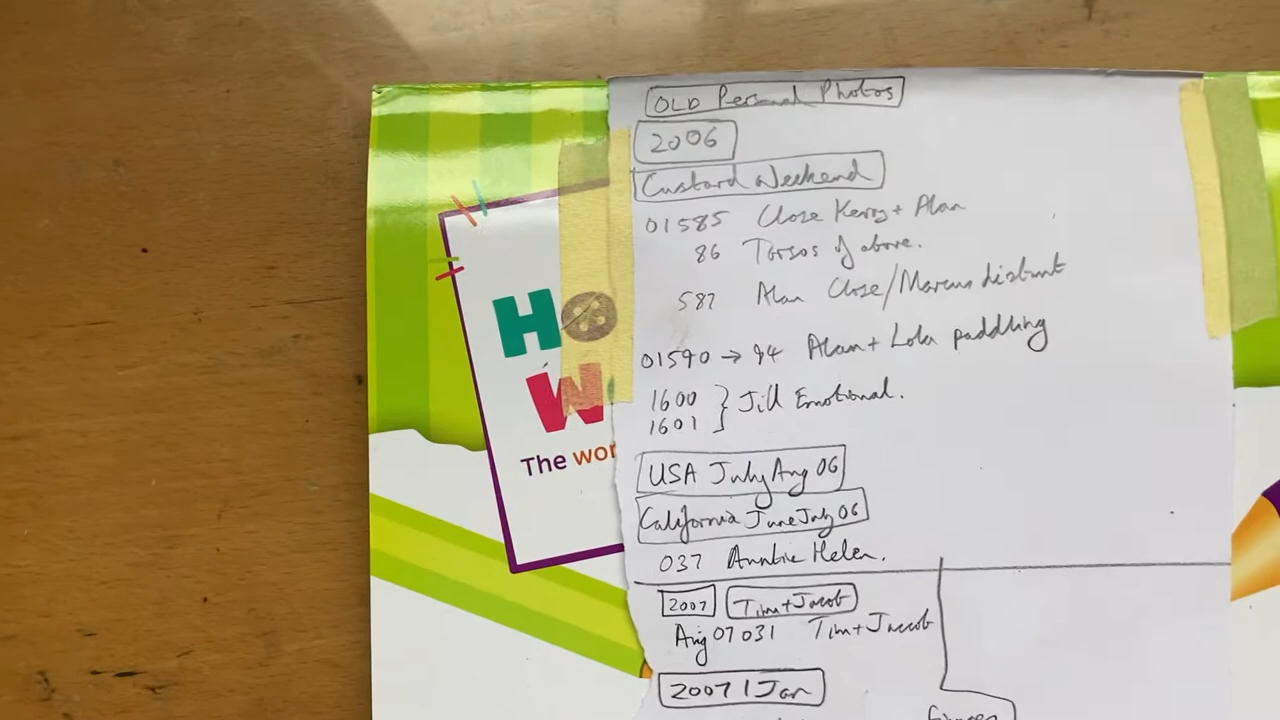 OLD Personal Photos
2006
Custard Weekend
01585 Close Kerry + Alan
86 Torsos of above.
587 Alan Close/Marcus distant
01590 → 94 Alan + Lola paddling
1600
1601 } Jill Emotional.
USA July Aug 06
California June July 06
037 Auntie Helen.
2007 Tim + Jacob
Aug 07 031 Tim + Jacob
2007 1 Jan
HO
W
The wor